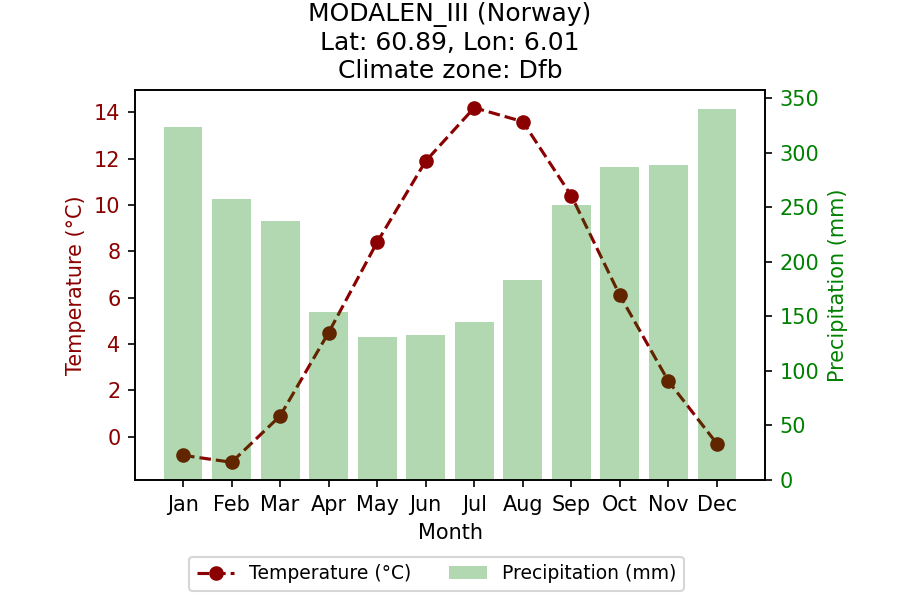 MODALEN_III (Norway)
Lat: 60.89, Lon: 6.01
Climate zone: Dfb
14
12
10
8
6
4
2
0
Temperature (°C)
350
300
250
200
150
100
50
0
Precipitation (mm)
Jan Feb Mar Apr May Jun Jul Aug Sep Oct Nov Dec
Month
Temperature (°C) Precipitation (mm)